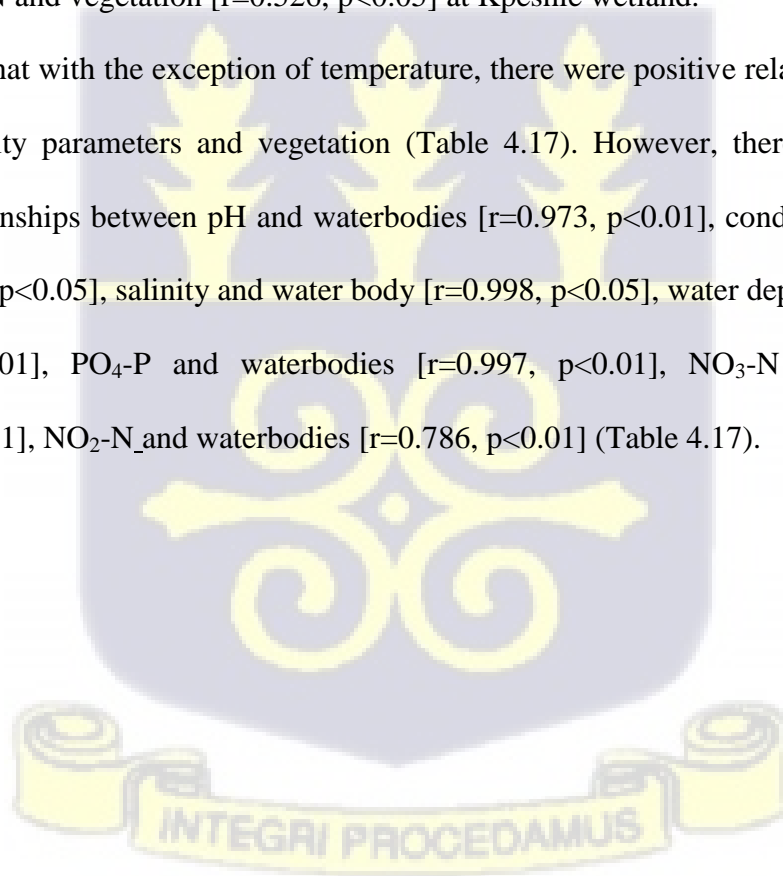 N and vegetation [r=0.526, p<0.05] at Kpeshie wetland.
hat with the exception of temperature, there were positive rela
ity parameters and vegetation (Table 4.17). However, ther
nships between pH and waterbodies [r=0.973, p<0.01], cond
p<0.05], salinity and water body [r=0.998, p<0.05], water dep
01], PO₄-P and waterbodies [r=0.997, p<0.01], NO₃-N
1], NO₂-N and waterbodies [r=0.786, p<0.01] (Table 4.17).
INTEGRI PROCEDAMUS